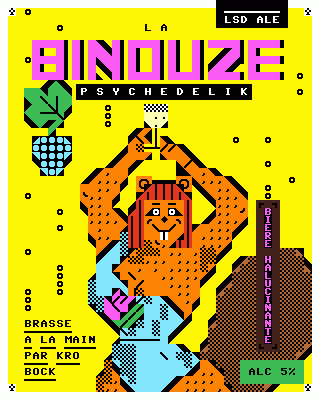 LSD ALE
LA
BINOUZE
PSYCHEDELIK
BIERE HALUCINANTE
BRASSE
A LA MAIN
PAR KRO
BOCK
ALC 5%